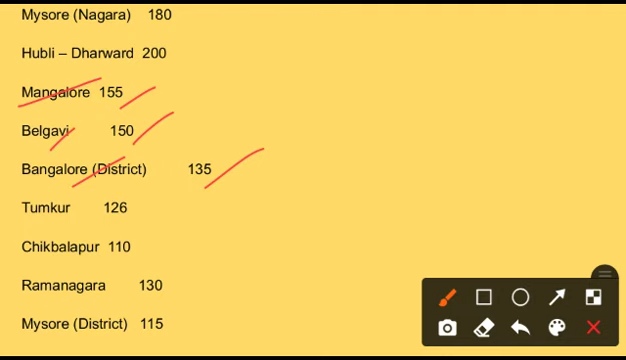 Mysore (Nagara) 180
Hubli – Dharward 200
Mangalore 155
Belgavi 150
Bangalore (District) 135
Tumkur 126
Chikbalapur 110
Ramanagara 130
Mysore (District) 115